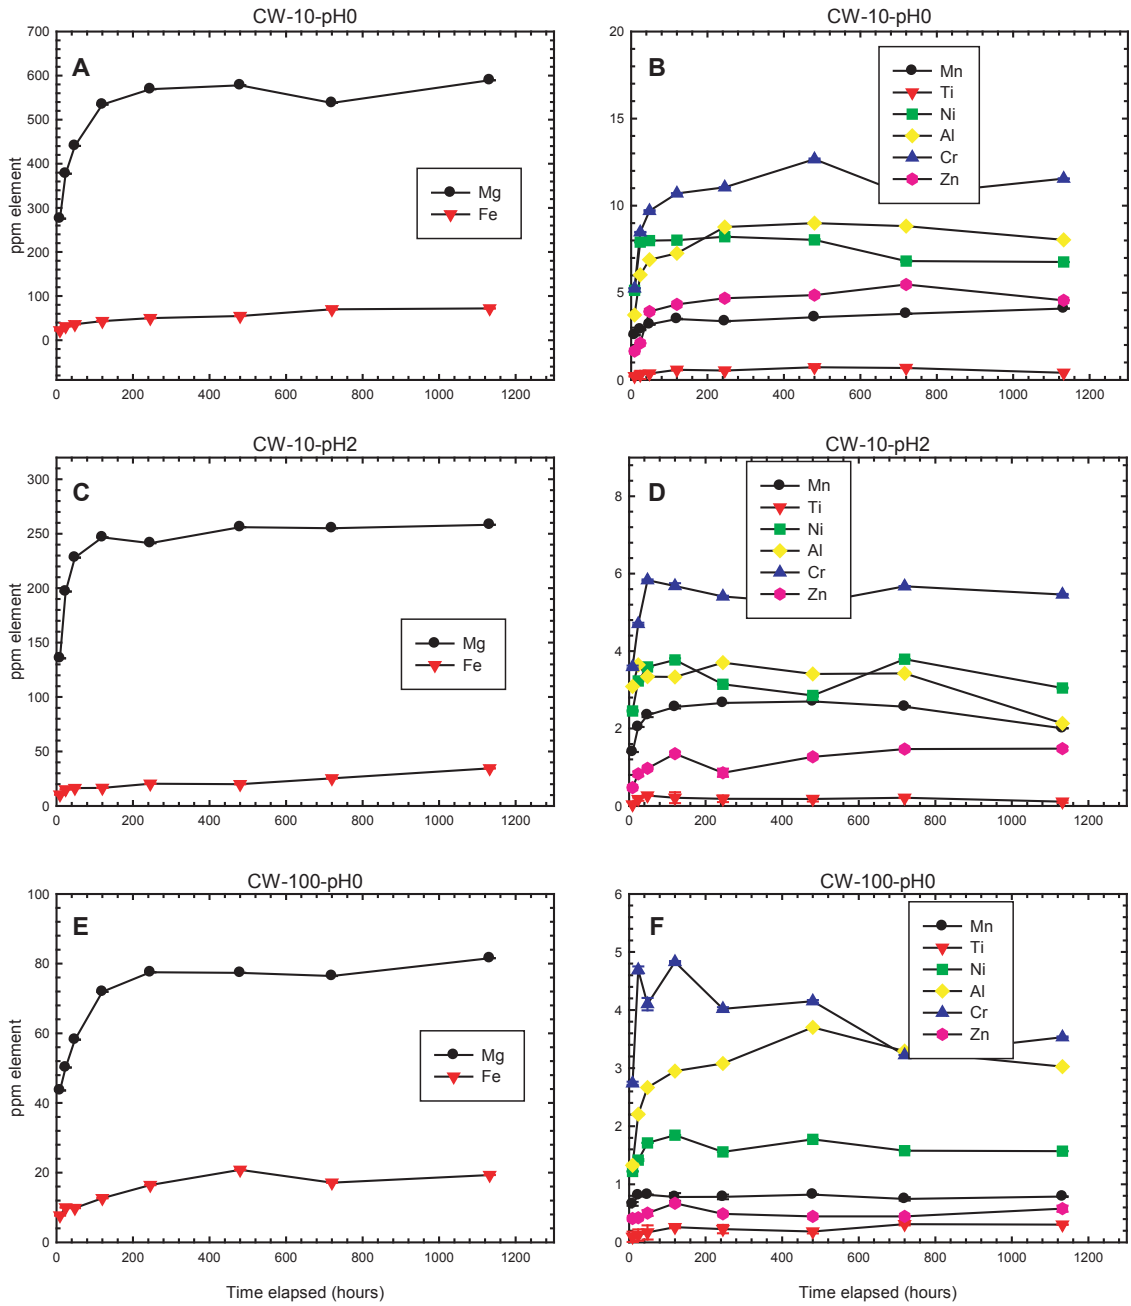 CW-10-pH0
700
600
500
400
300
200
100
0
ppm element
A
Mg
Fe
0 200 400 600 800 1000 1200
CW-10-pH0
20
15
10
5
0
B
Mn
Ti
Ni
Al
Cr
Zn
0 200 400 600 800 1000 1200
CW-10-pH2
300
250
200
150
100
50
0
ppm element
C
Mg
Fe
0 200 400 600 800 1000 1200
CW-10-pH2
8
6
4
2
0
D
Mn
Ti
Ni
Al
Cr
Zn
0 200 400 600 800 1000 1200
CW-100-pH0
100
80
60
40
20
0
ppm element
E
Mg
Fe
0 200 400 600 800 1000 1200
Time elapsed (hours)
CW-100-pH0
6
5
4
3
2
1
0
F
Mn
Ti
Ni
Al
Cr
Zn
0 200 400 600 800 1000 1200
Time elapsed (hours)